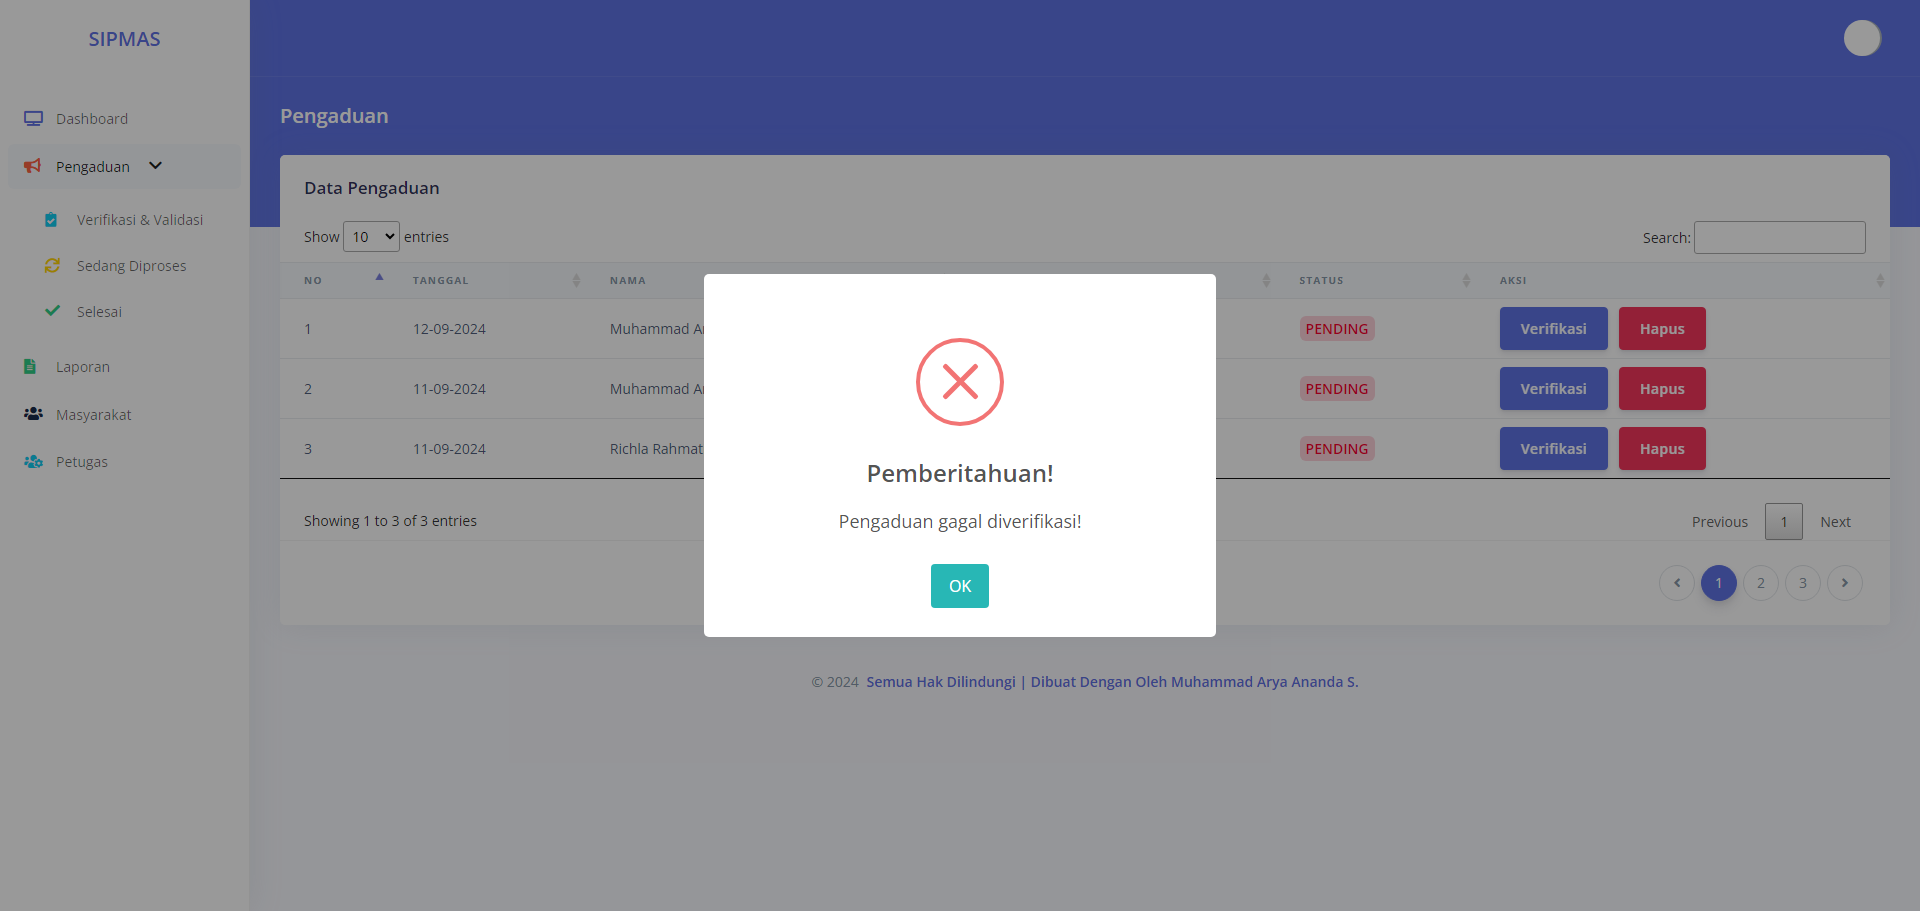 SIPMAS
Dashboard
Pengaduan
Verifikasi & Validasi
Sedang Diproses
Selesai
Laporan
Masyarakat
Petugas
Pengaduan
Data Pengaduan
Show 10 entries
Search:
NO TANGGAL NAMA STATUS AKSI
1 12-09-2024 Muhammad PENDING Verifikasi Hapus
2 11-09-2024 Muhammad PENDING Verifikasi Hapus
3 11-09-2024 Richla Rahmat PENDING Verifikasi Hapus
Showing 1 to 3 of 3 entries
Previous 1 Next
1 2 3
Pemberitahuan!
Pengaduan gagal diverifikasi!
OK
© 2024 Semua Hak Dilindungi | Dibuat Dengan Oleh Muhammad Arya Ananda S.